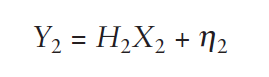 Y₂ = H₂X₂ + η₂